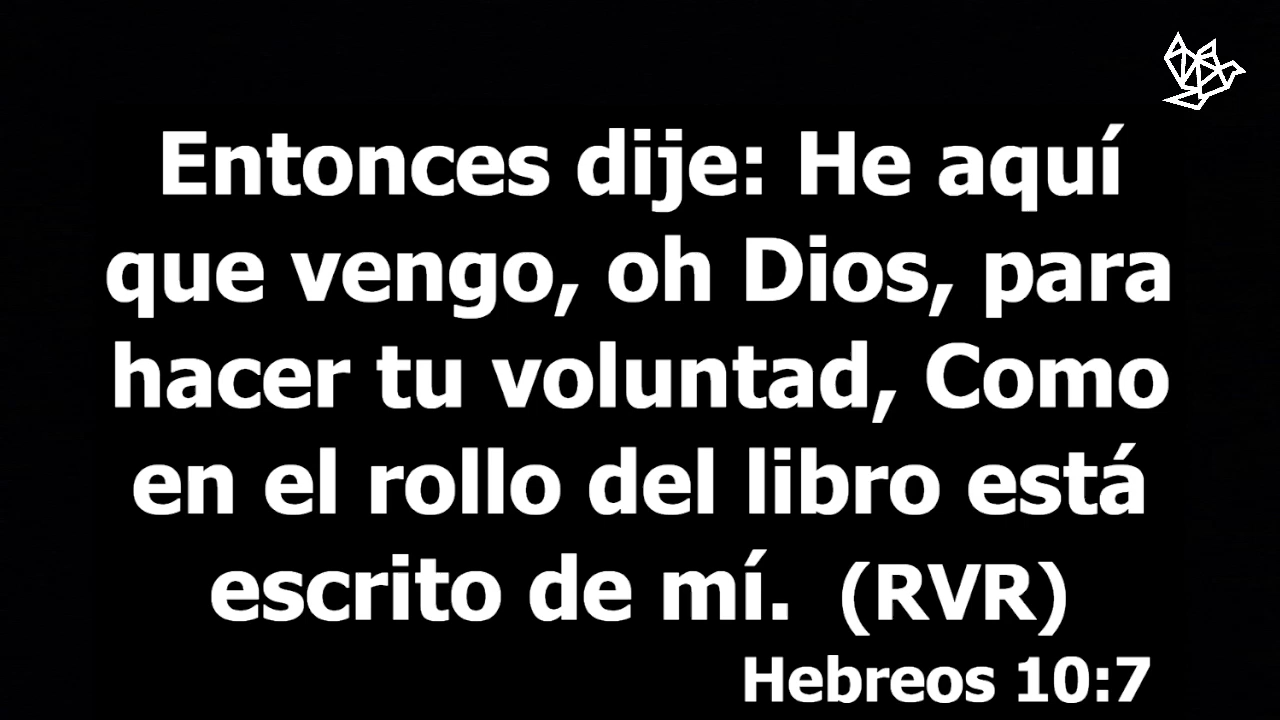 Entonces dije: He aquí
que vengo, oh Dios, para
hacer tu voluntad, Como
en el rollo del libro está
escrito de mí.  (RVR)
Hebreos 10:7